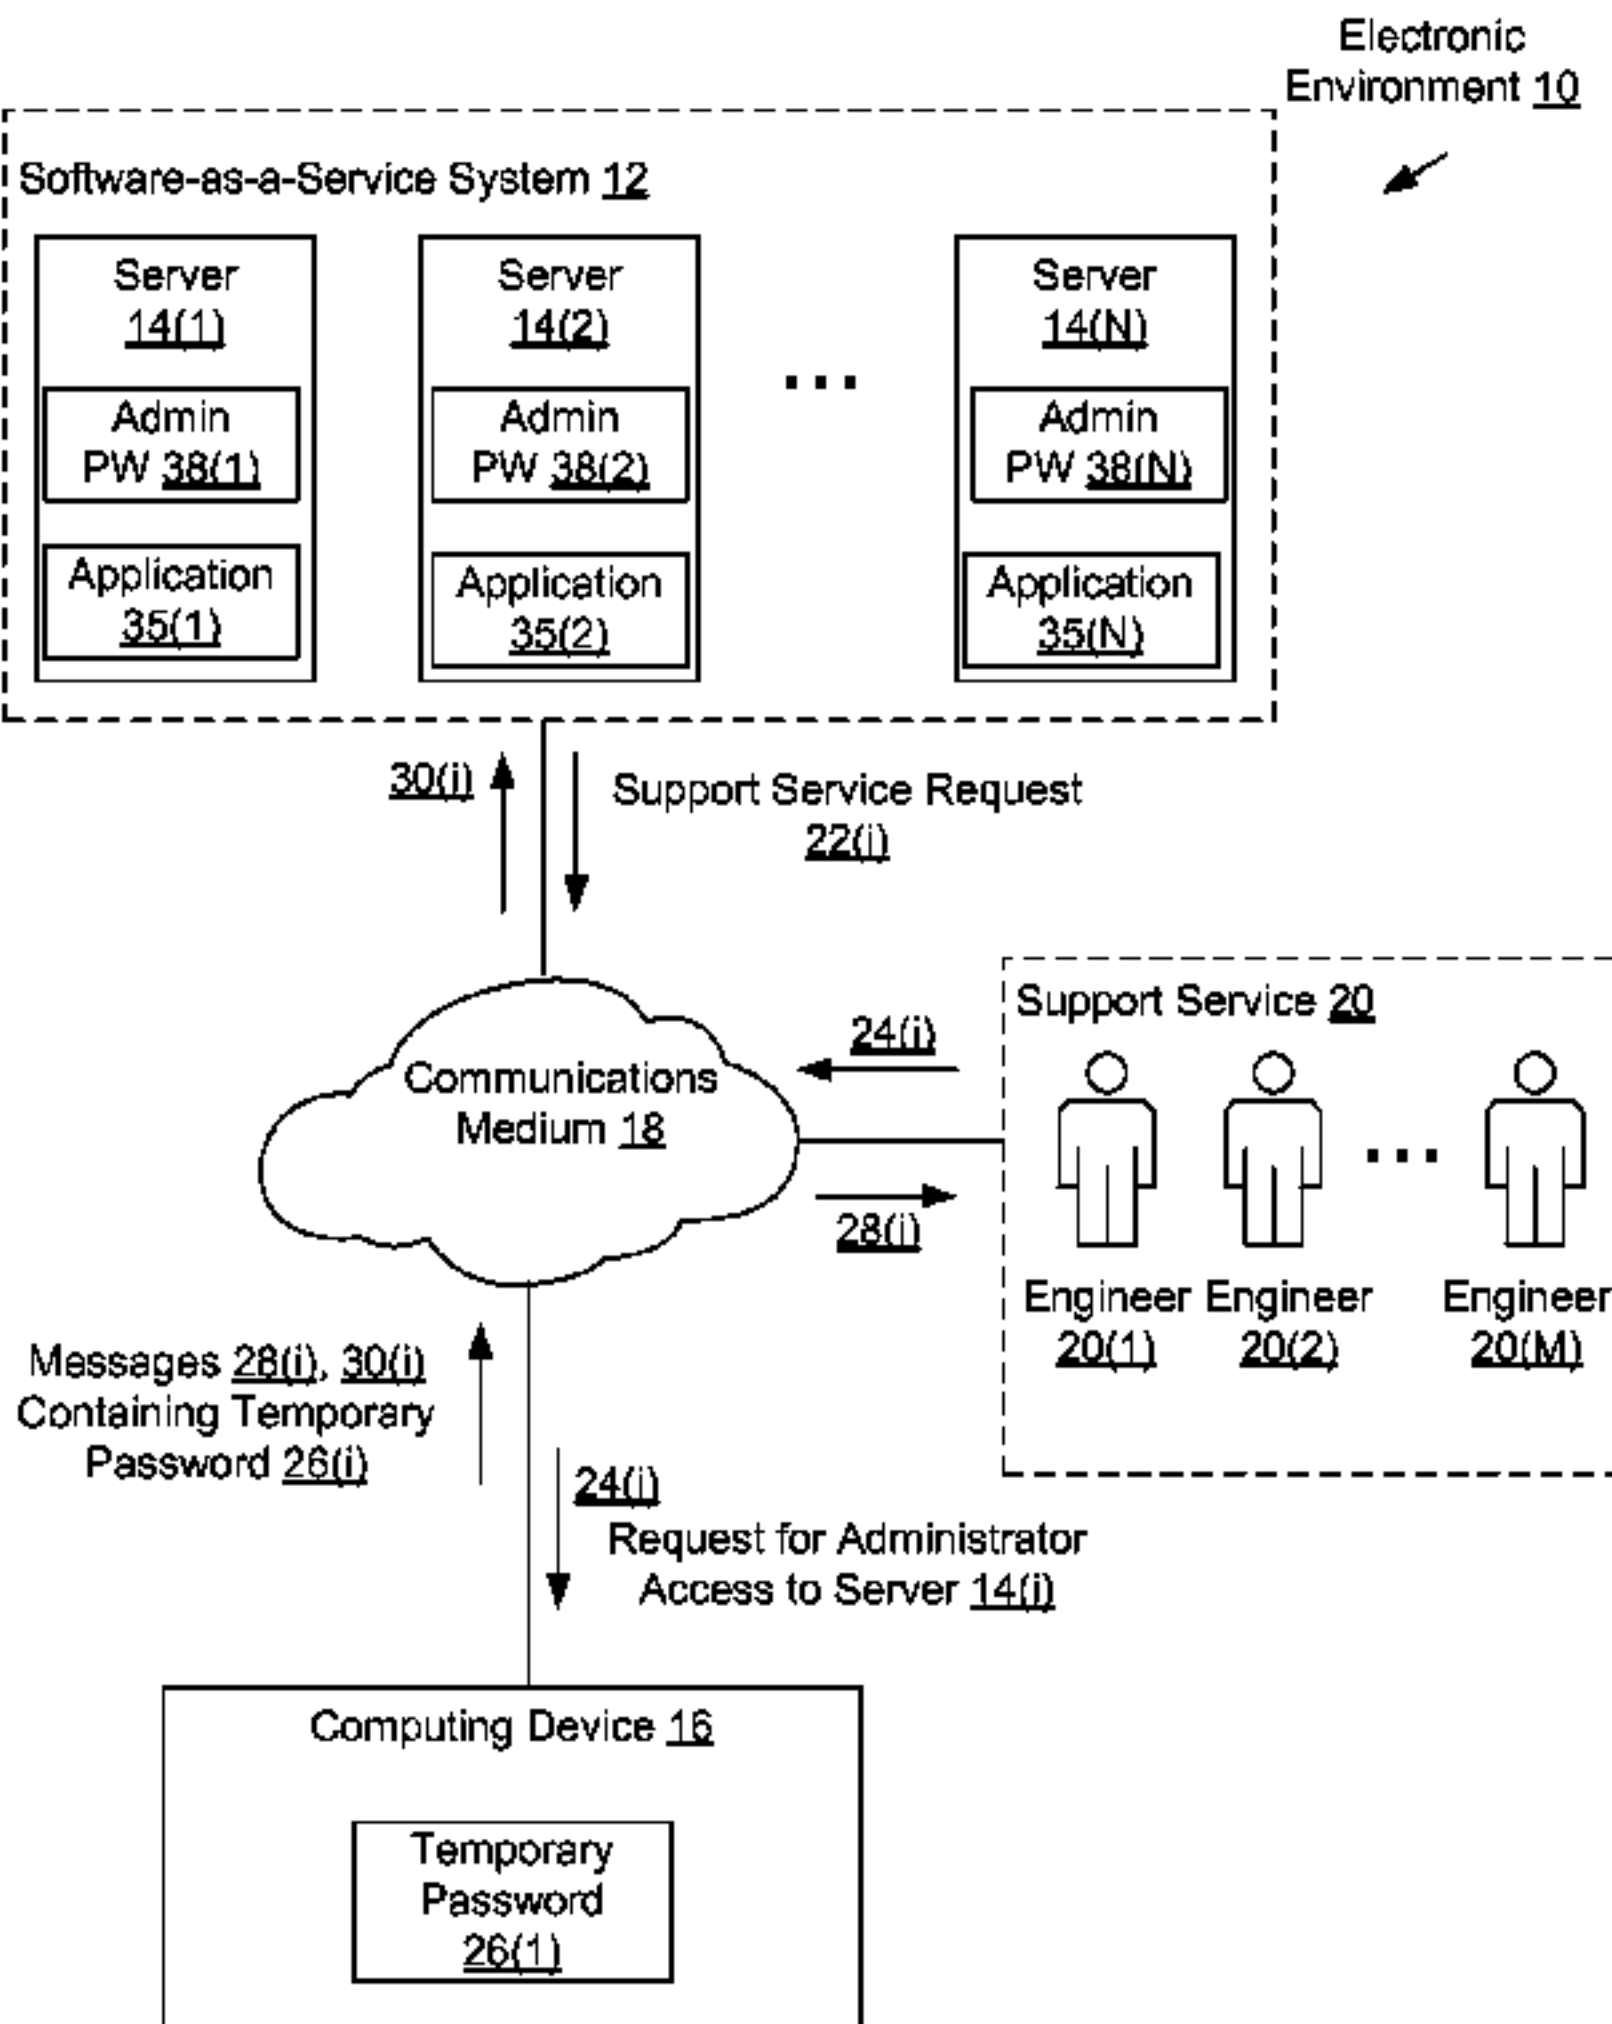 Electronic
Environment 10
Software-as-a-Service System 12
Server
14(1)
Admin
PW 38(1)
Application
35(1)
Server
14(2)
Admin
PW 38(2)
Application
35(2)
...
Server
14(N)
Admin
PW 38(N)
Application
35(N)
30(i)
Support Service Request
22(i)
Communications
Medium 18
24(i)
28(i)
Support Service 20
...
Engineer
20(1)
Engineer
20(2)
Engineer
20(M)
Messages 28(i), 30(i)
Containing Temporary
Password 26(i)
24(i)
Request for Administrator
Access to Server 14(i)
Computing Device 16
Temporary
Password
26(1)